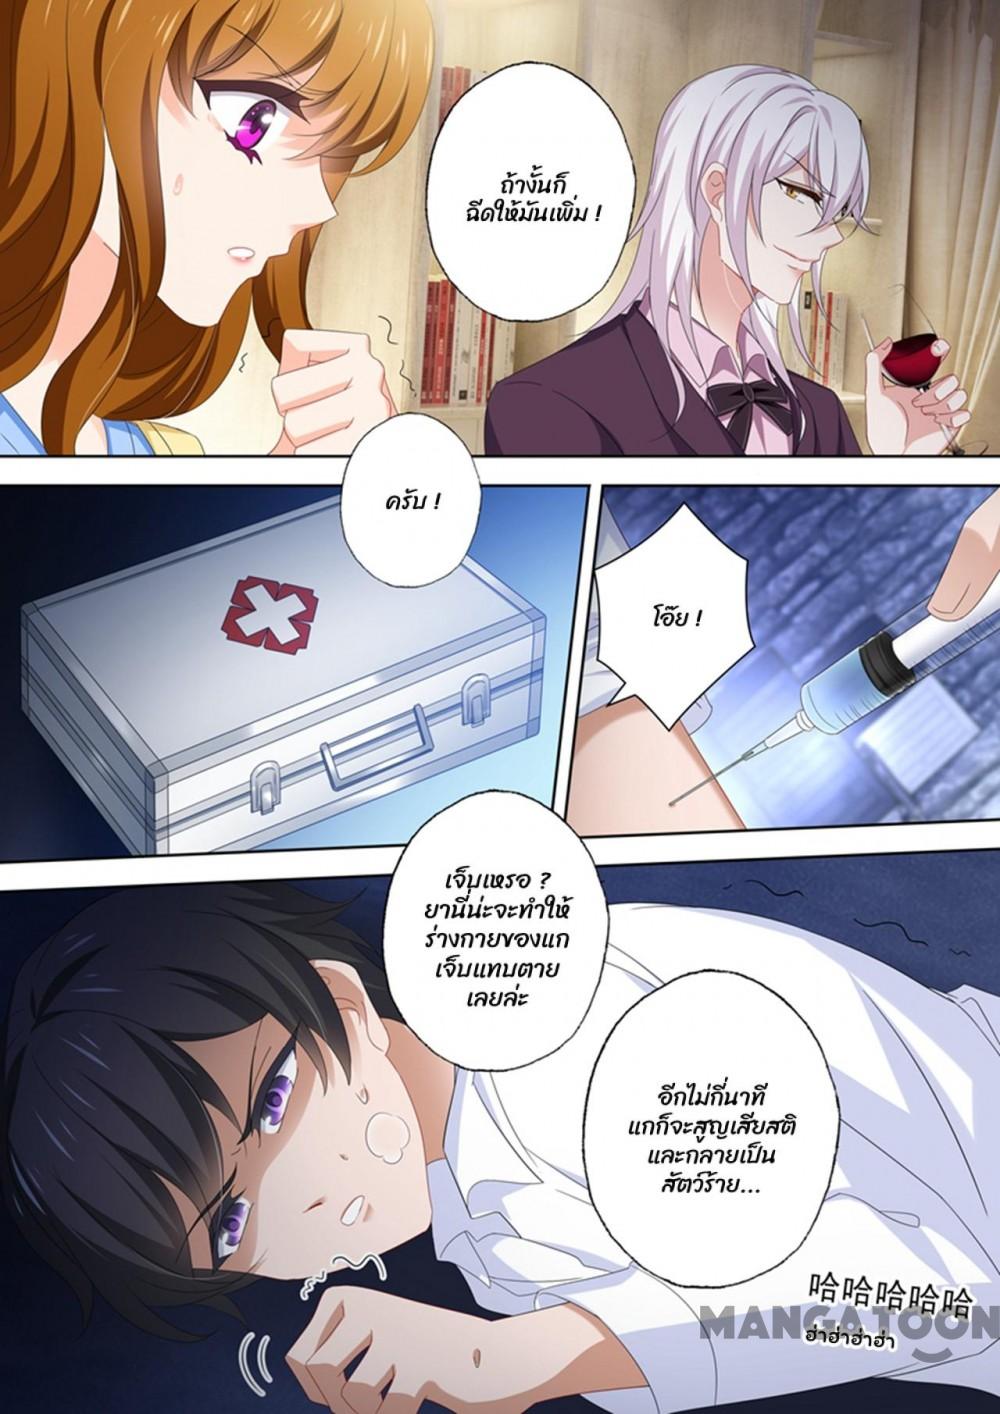 ถ้างั้นก็
ฉีดให้มันเพิ่ม !
ครับ !
โอ๊ย !
เจ็บเหรอ ?
ยานี่น่ะจะทำให้
ร่างกายของแก
เจ็บแทบตาย
เลยล่ะ
อีกไม่กี่นาที
แกก็จะสูญเสียสติ
และกลายเป็น
สัตว์ร้าย...
哈哈哈哈哈
ฮ่าฮ่าฮ่าฮ่า
MANGATOON